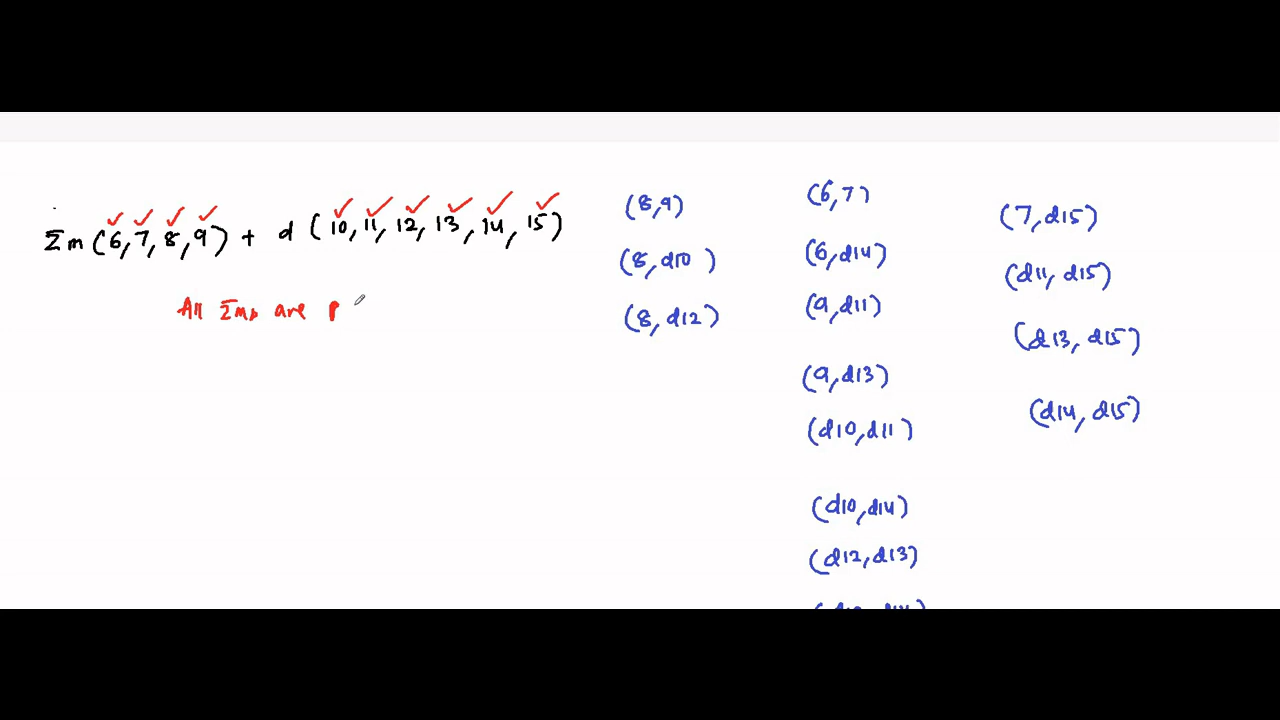 Σm (6,7,8,9) + d (10,11,12,13,14,15)
All Σms are p
(8,9)
(8,d10)
(8,d12)
(6,7)
(6,d14)
(9,d11)
(9,d13)
(d10,d11)
(d10,d14)
(d12,d13)
(7,d15)
(d11,d15)
(d13,d15)
(d14,d15)